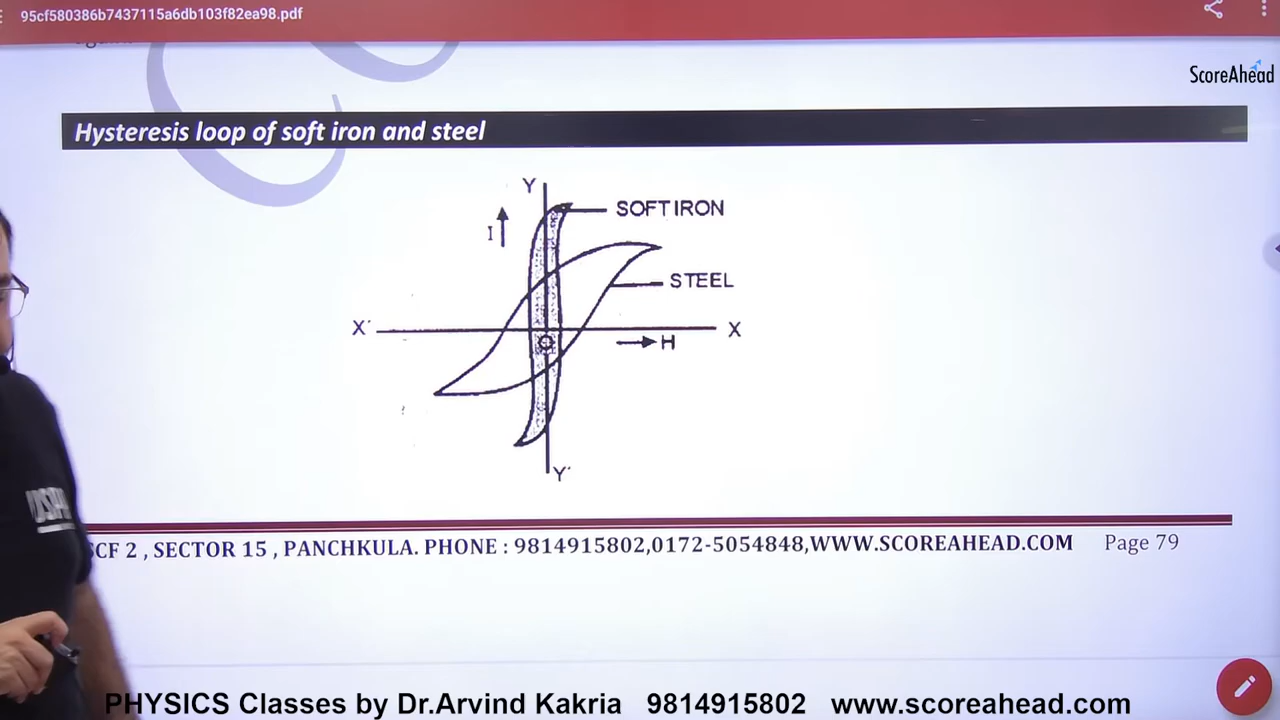 95cf580386b7437115a6db103f82ea98.pdf
ScoreAhead
Hysteresis loop of soft iron and steel
Y
SOFT IRON
I
STEEL
X'
X
O
H
Y'
SCF 2 , SECTOR 15 , PANCHKULA. PHONE : 9814915802,0172-5054848,WWW.SCOREAHEAD.COM Page 79
PHYSICS Classes by Dr.Arvind Kakria 9814915802 www.scoreahead.com